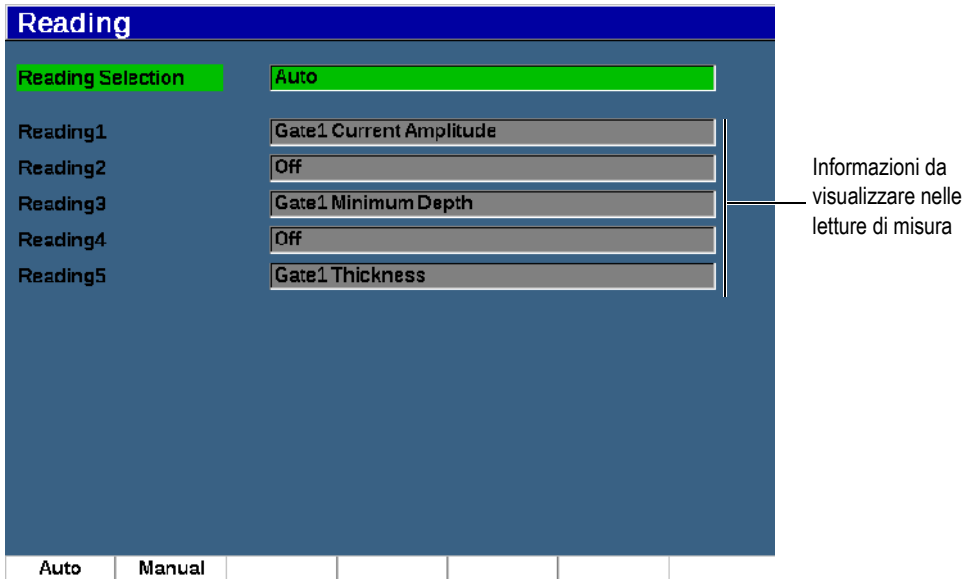 Reading
Reading Selection Auto
Reading1 Gate1 Current Amplitude
Reading2 Off
Reading3 Gate1 Minimum Depth
Reading4 Off
Reading5 Gate1 Thickness
Informazioni da
visualizzare nelle
letture di misura
Auto Manual